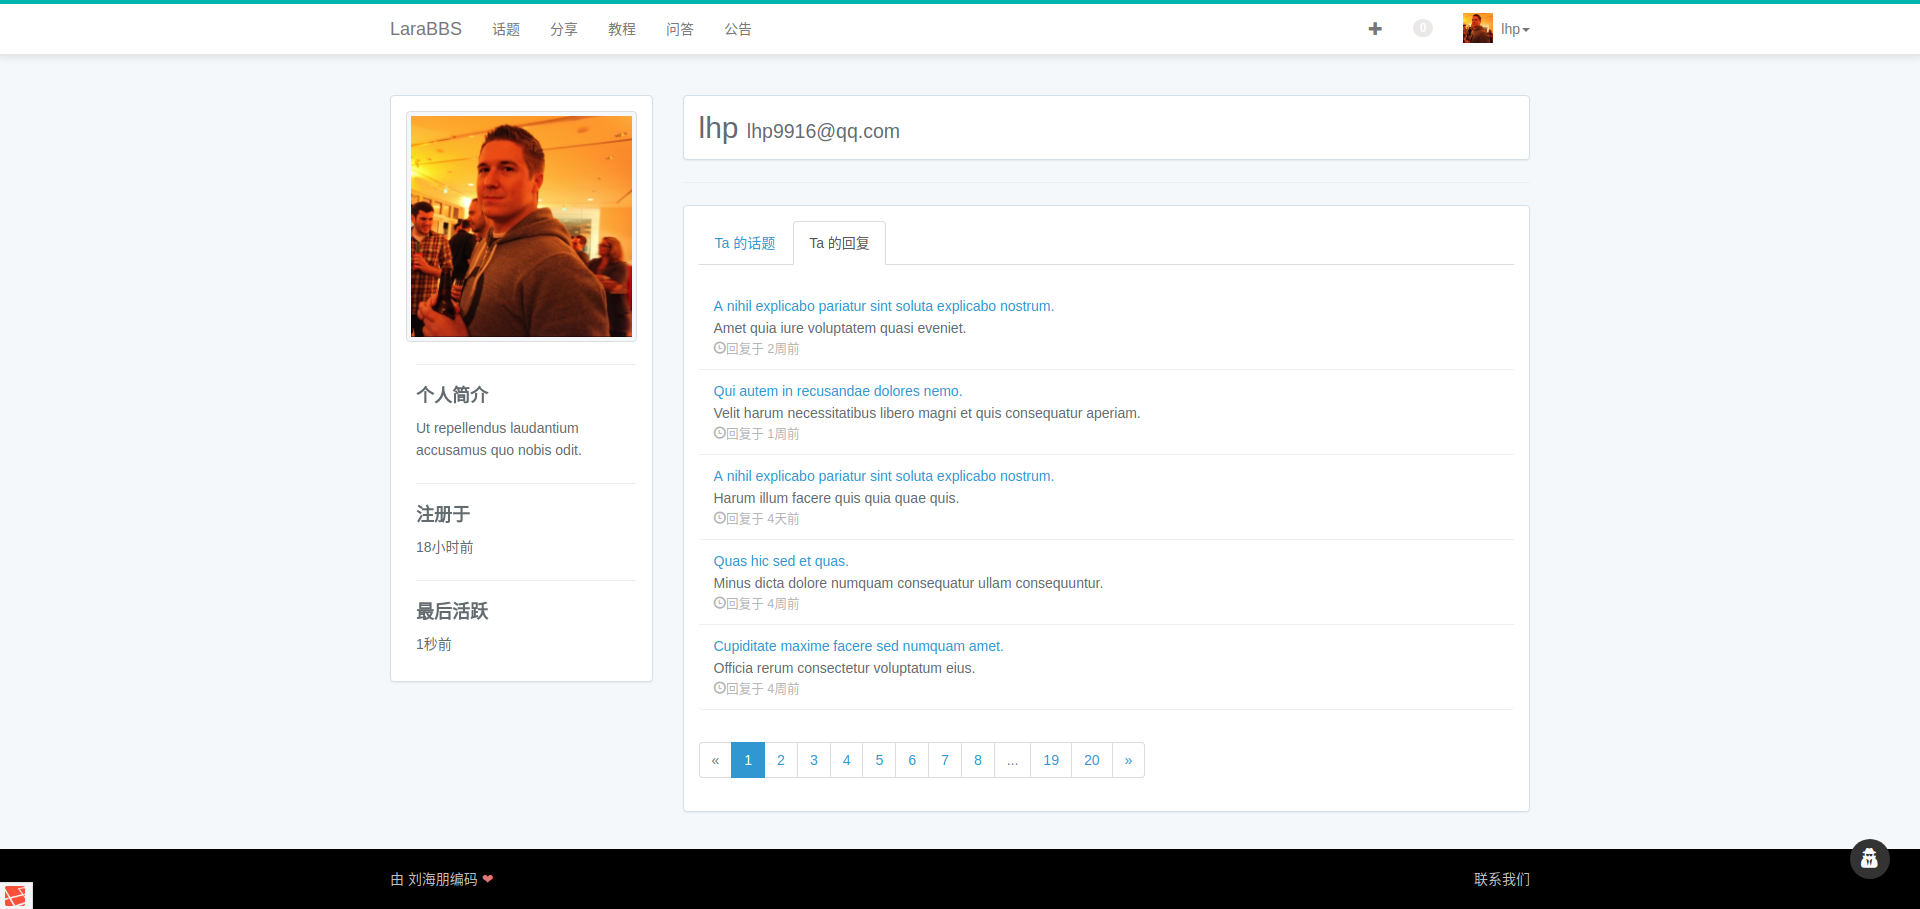 LaraBBS 话题 分享 教程 问答 公告 0 lhp
lhp lhp9916@qq.com
Ta 的话题 Ta 的回复
A nihil explicabo pariatur sint soluta explicabo nostrum.
Amet quia iure voluptatem quasi eveniet.
回复于 2周前
Qui autem in recusandae dolores nemo.
Velit harum necessitatibus libero magni et quis consequatur aperiam.
回复于 1周前
A nihil explicabo pariatur sint soluta explicabo nostrum.
Harum illum facere quis quia quae quis.
回复于 4天前
Quas hic sed et quas.
Minus dicta dolore numquam consequatur ullam consequuntur.
回复于 4周前
Cupiditate maxime facere sed numquam amet.
Officia rerum consectetur voluptatum eius.
回复于 4周前
« 1 2 3 4 5 6 7 8 ... 19 20 »
个人简介
Ut repellendus laudantium
accusamus quo nobis odit.
注册于
18小时前
最后活跃
1秒前
由 刘海朋编码 ❤ 联系我们